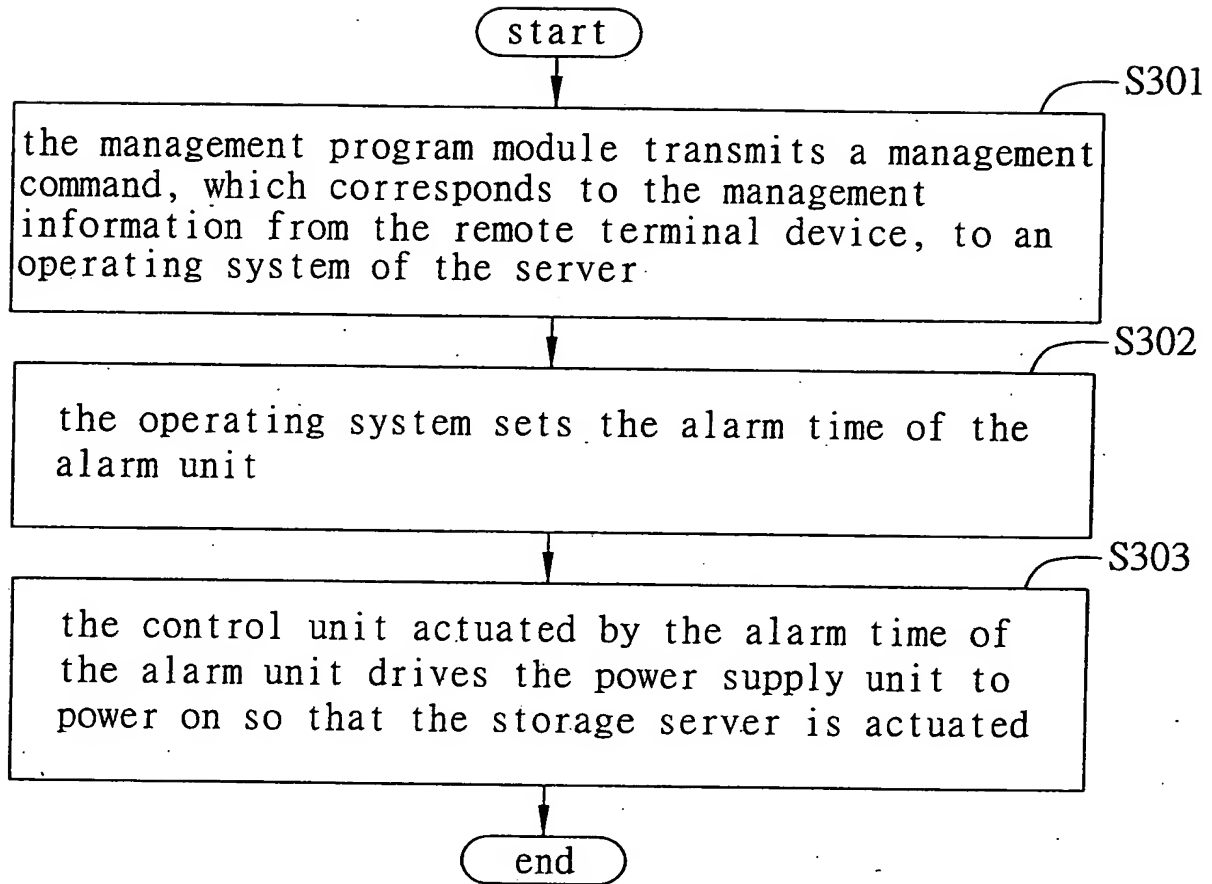 start
S301
the management program module transmits a management
command, which corresponds to the management
information from the remote terminal device, to an
operating system of the server
S302
the operating system sets the alarm time of the
alarm unit
S303
the control unit actuated by the alarm time of
the alarm unit drives the power supply unit to
power on so that the storage server is actuated
end